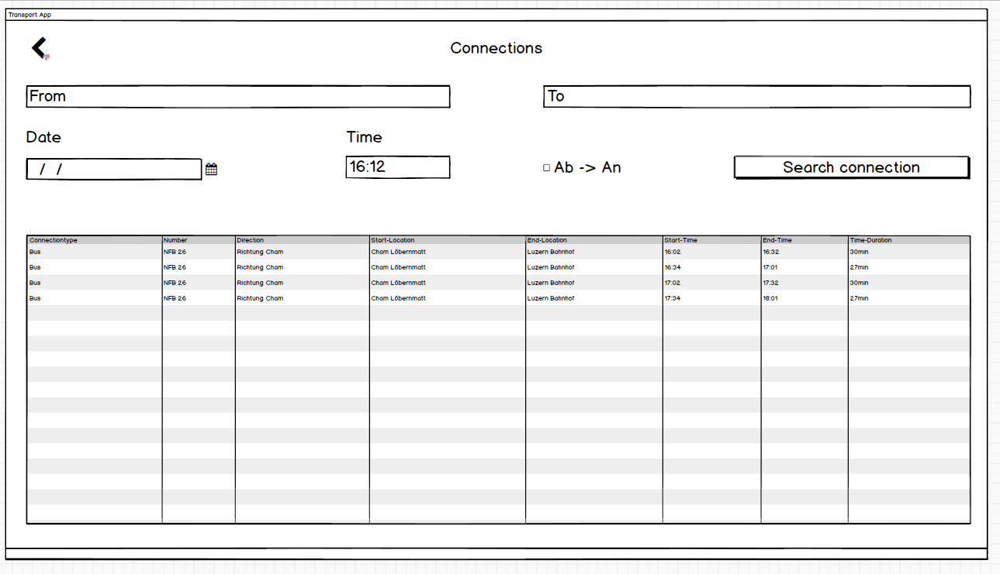 Transport App
Connections
From To
Date Time
/ / 16:12 Ab -> An Search connection
Connectiontype Number Direction Start-Location End-Location Start-Time End-Time Time-Duration
Bus NFB 26 Richtung Cham Cham Löbernmatt Luzern Bahnhof 16:02 16:32 30min
Bus NFB 26 Richtung Cham Cham Löbernmatt Luzern Bahnhof 16:34 17:01 27min
Bus NFB 26 Richtung Cham Cham Löbernmatt Luzern Bahnhof 17:02 17:32 30min
Bus NFB 26 Richtung Cham Cham Löbernmatt Luzern Bahnhof 17:34 18:01 27min